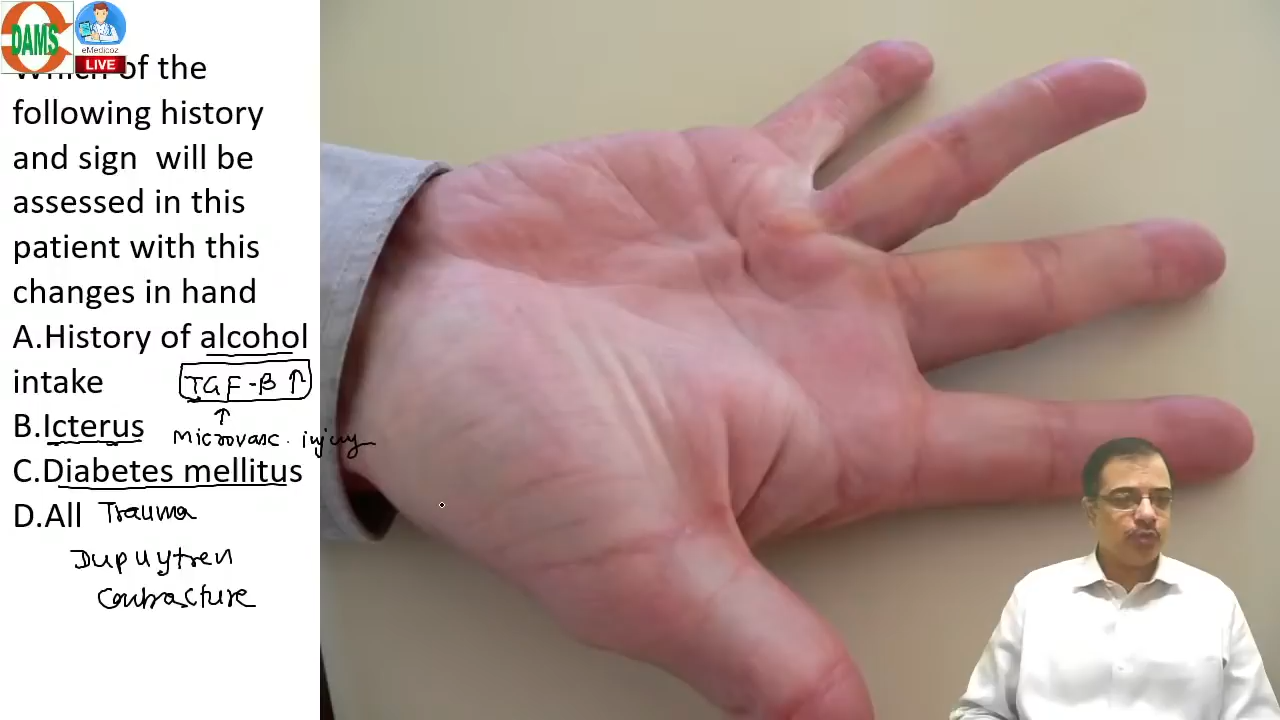 DAMS
eMedicoz
LIVE
Which of the
following history
and sign will be
assessed in this
patient with this
changes in hand
A.History of alcohol
intake TGF-β ↑
↑
B.Icterus Microvasc. injury
C.Diabetes mellitus
D.All Trauma
Dupuytren
Contracture